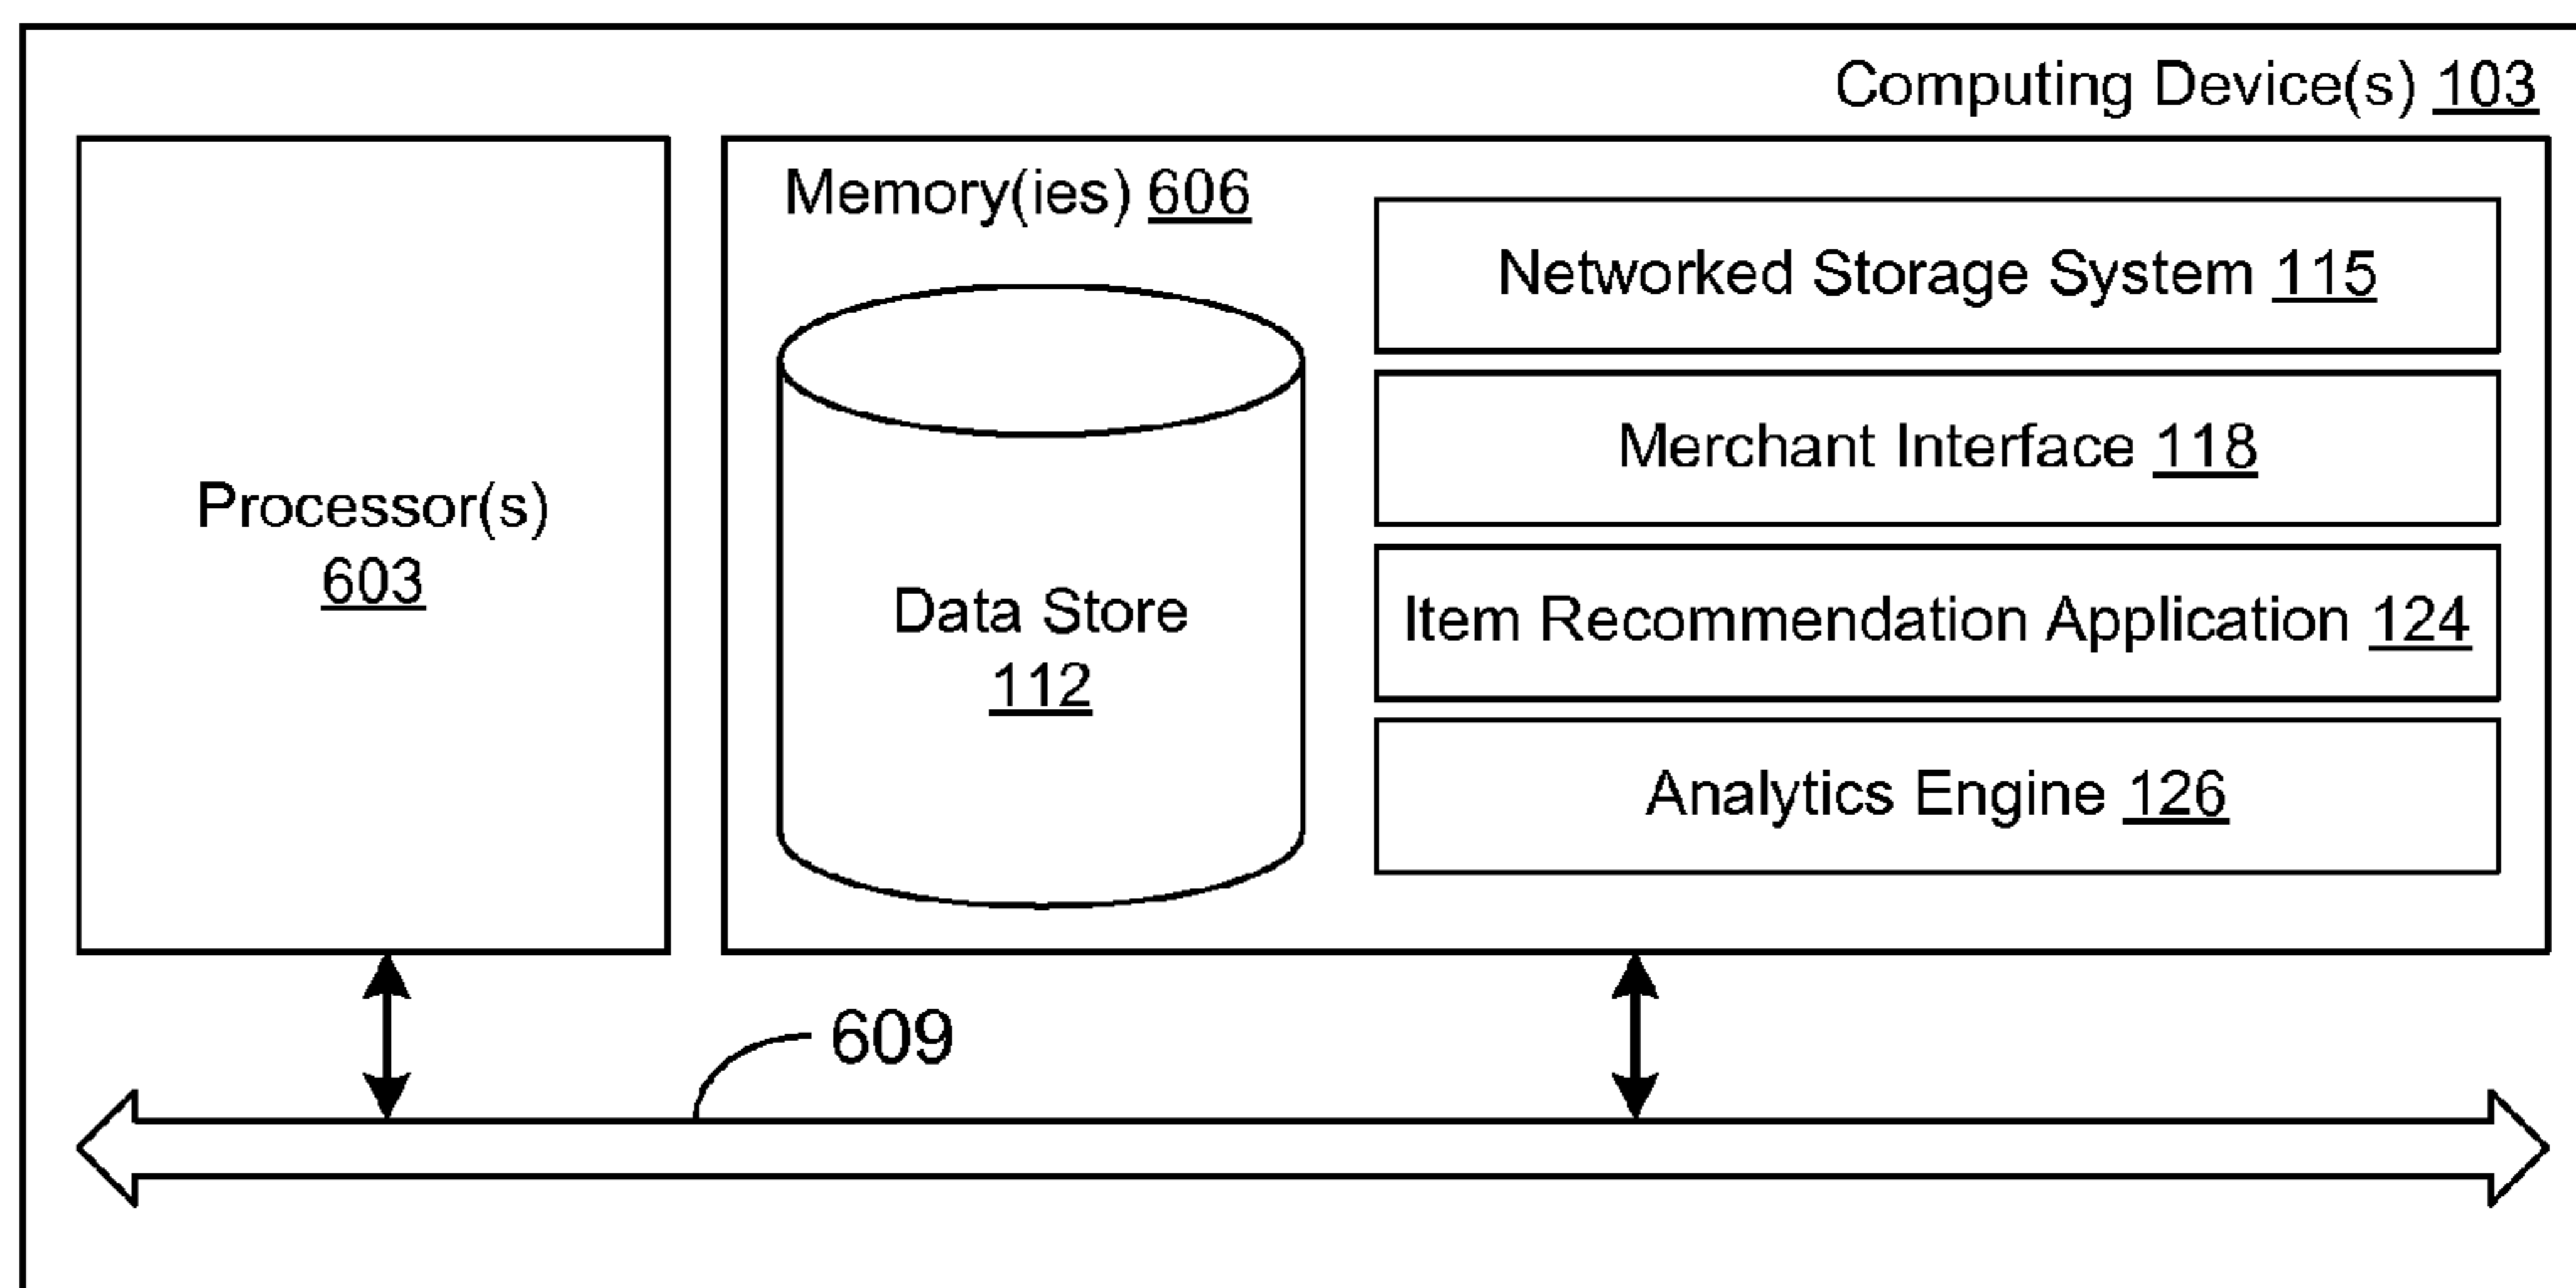 Computing Device(s) 103
Processor(s)
603
Memory(ies) 606
Data Store
112
Networked Storage System 115
Merchant Interface 118
Item Recommendation Application 124
Analytics Engine 126
609